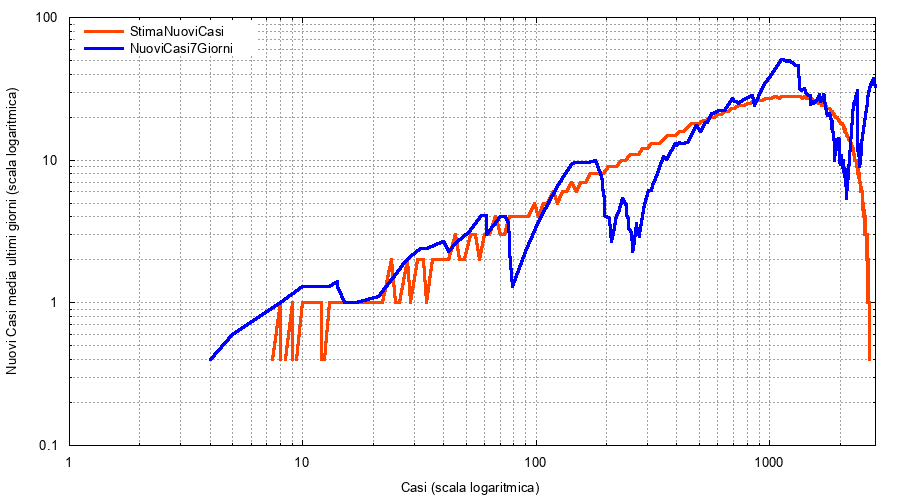 100
10
1
0.1
Nuovi Casi media ultimi giorni (scala logaritmica)
StimaNuoviCasi
NuoviCasi7Giorni
1
10
100
1000
Casi (scala logaritmica)